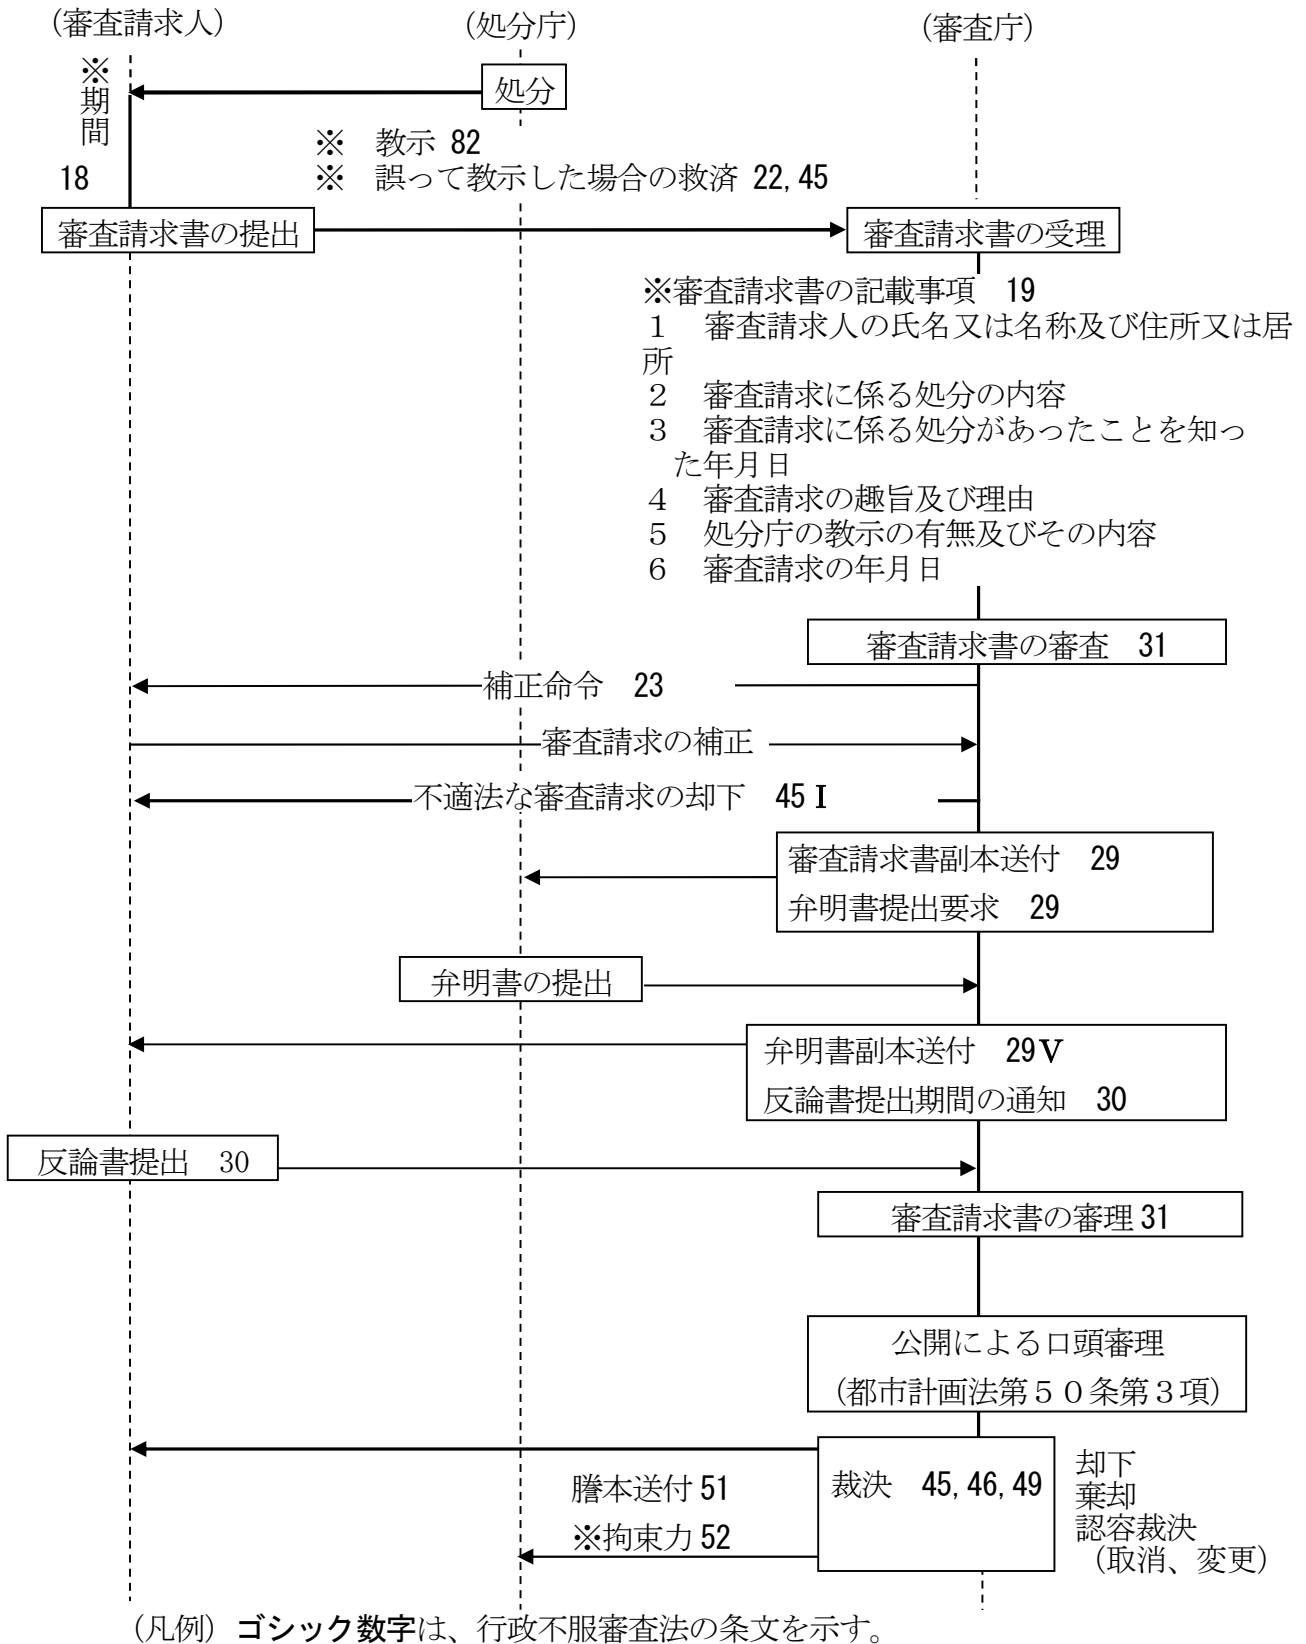 （審査請求人）
（処分庁）
（審査庁）
※期間
処分
18
※　教示 82
※　誤って教示した場合の救済 22,45
審査請求書の提出
審査請求書の受理
※審査請求書の記載事項　19
１　審査請求人の氏名又は名称及び住所又は居
所
２　審査請求に係る処分の内容
３　審査請求に係る処分があったことを知っ
た年月日
４　審査請求の趣旨及び理由
５　処分庁の教示の有無及びその内容
６　審査請求の年月日
審査請求書の審査　31
補正命令　23
審査請求の補正
不適法な審査請求の却下　45Ⅰ
審査請求書副本送付　29
弁明書提出要求　29
弁明書の提出
弁明書副本送付　29Ⅴ
反論書提出期間の通知　30
反論書提出　30
審査請求書の審理 31
公開による口頭審理
（都市計画法第５０条第３項）
裁決　45,46,49
却下
棄却
認容裁決
（取消、変更）
謄本送付 51
※拘束力 52
（凡例）ゴシック数字は、行政不服審査法の条文を示す。